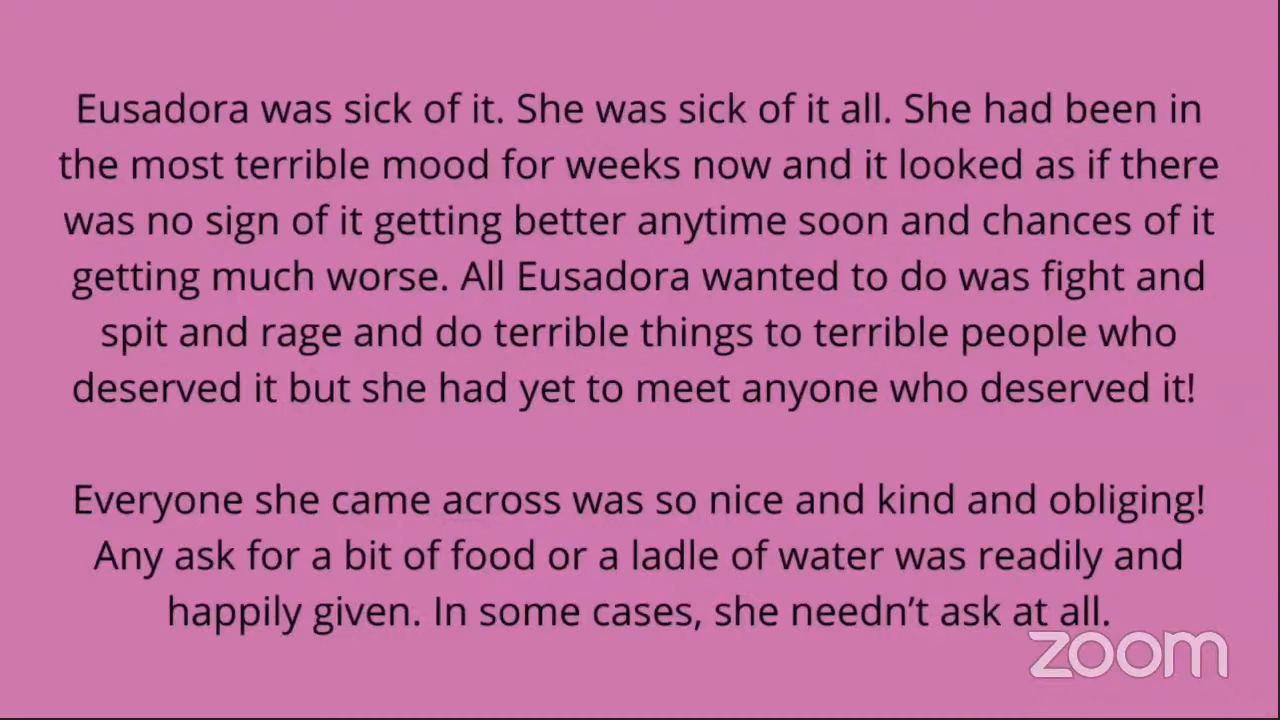 Eusadora was sick of it. She was sick of it all. She had been in
the most terrible mood for weeks now and it looked as if there
was no sign of it getting better anytime soon and chances of it
getting much worse. All Eusadora wanted to do was fight and
spit and rage and do terrible things to terrible people who
deserved it but she had yet to meet anyone who deserved it!
Everyone she came across was so nice and kind and obliging!
Any ask for a bit of food or a ladle of water was readily and
happily given. In some cases, she needn’t ask at all.
zoom